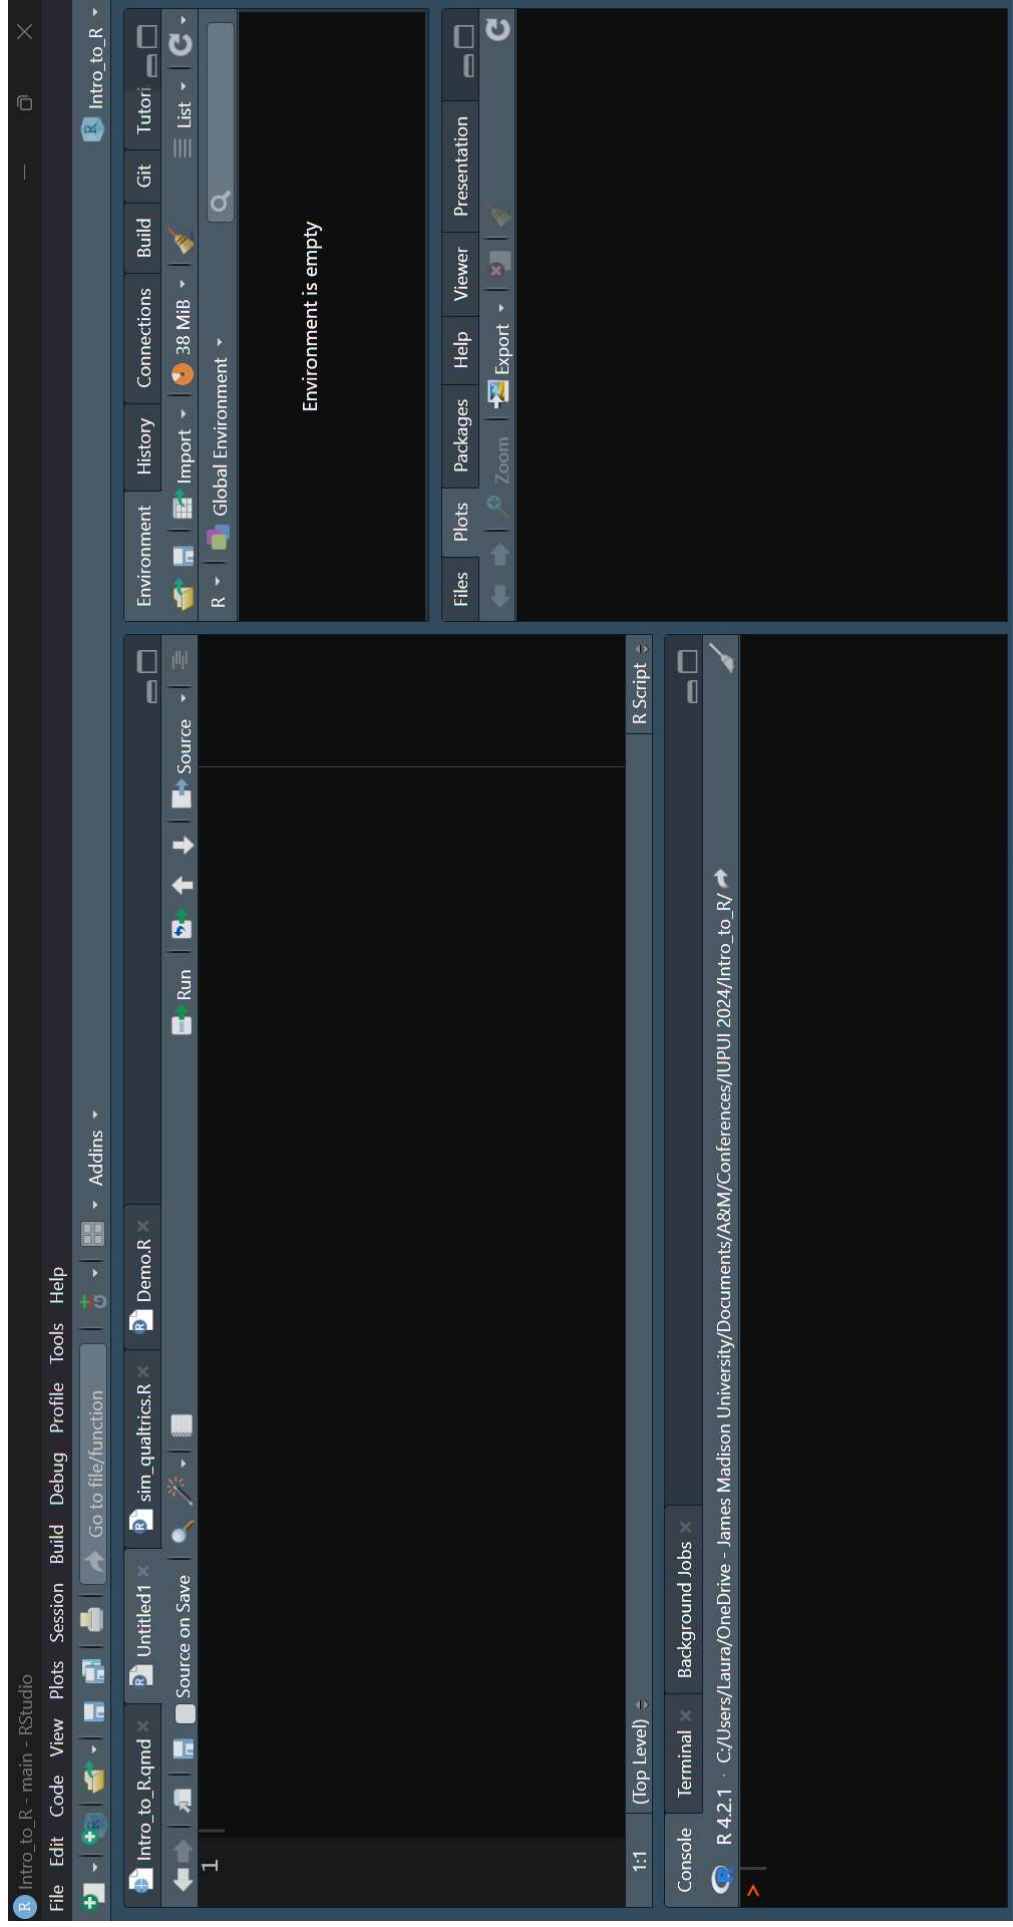 Intro_to_R - main - RStudio
File Edit Code View Plots Session Build Debug Profile Tools Help
Go to file/function
Addins
Intro_to_R
Intro_to_R.qmd
Untitled1
sim_qualtrics.R
Demo.R
Source on Save
Run
Source
1
1:1
(Top Level)
R Script
Console
Terminal
Background Jobs
R 4.2.1 · C:/Users/Laura/OneDrive - James Madison University/Documents/A&M/Conferences/IUPUI 2024/Intro_to_R/
>
Environment
History
Connections
Build
Git
Tutori
Import
38 MiB
List
R
Global Environment
Environment is empty
Files
Plots
Packages
Help
Viewer
Presentation
Zoom
Export